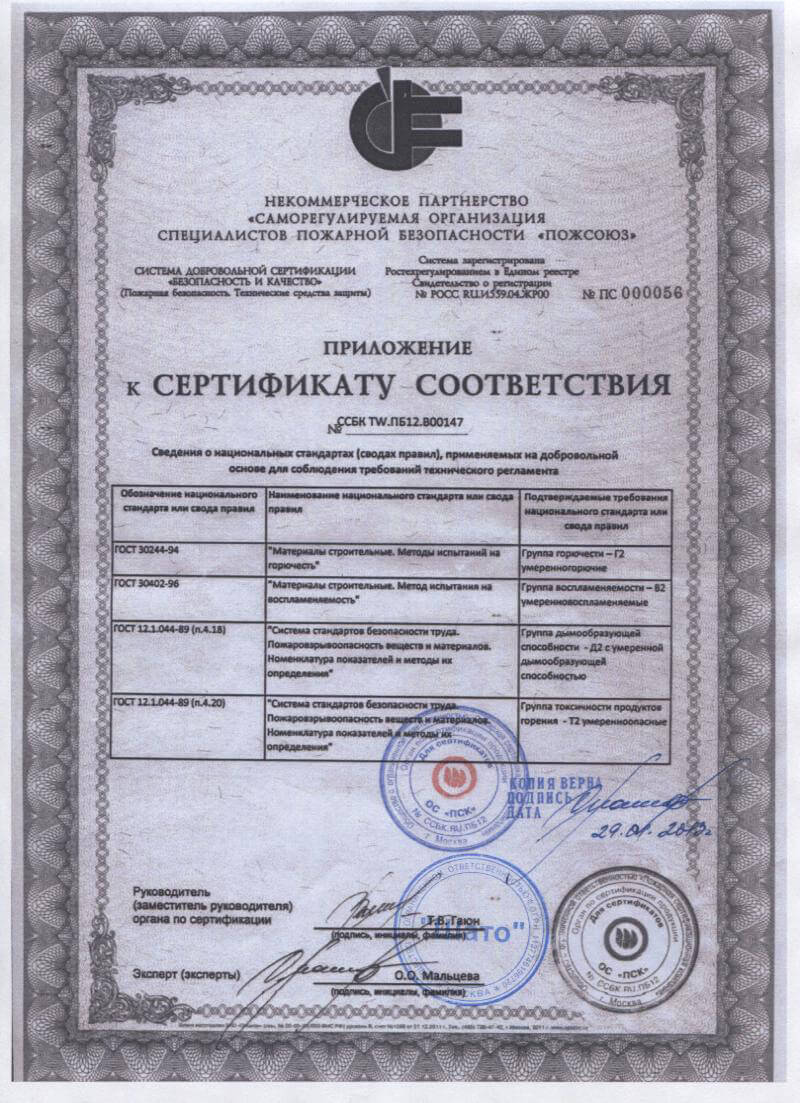 НЕКОММЕРЧЕСКОЕ ПАРТНЕРСТВО
«САМОРЕГУЛИРУЕМАЯ ОРГАНИЗАЦИЯ
СПЕЦИАЛИСТОВ ПОЖАРНОЙ БЕЗОПАСНОСТИ «ПОЖСОЮЗ»
СИСТЕМА ДОБРОВОЛЬНОЙ СЕРТИФИКАЦИИ
«БЕЗОПАСНОСТЬ И КАЧЕСТВО»
(Пожарная безопасность. Технические средства защиты)
Система зарегистрирована
Ростехрегулированием в Едином реестре
Свидетельство о регистрации
№ РОСС RU.И559.04.ЖР00
№ ПС 000056
ПРИЛОЖЕНИЕ
К СЕРТИФИКАТУ СООТВЕТСТВИЯ
№ ССБК TW.ПБ12.В00147
Сведения о национальных стандартах (сводах правил), применяемых на добровольной
основе для соблюдения требований технического регламента
Обозначение национального
стандарта или свода правил
Наименование национального стандарта или свода
правил
Подтверждаемые требования
национального стандарта или
свода правил
ГОСТ 30244-94
"Материалы строительные. Методы испытаний на
горючесть"
Группа горючести – Г2
умеренногорючие
ГОСТ 30402-96
"Материалы строительные. Метод испытания на
воспламеняемость"
Группа воспламеняемости – В2
умеренновоспламеняемые
ГОСТ 12.1.044-89 (п.4.18)
"Система стандартов безопасности труда.
Пожаровзрывоопасность веществ и материалов.
Номенклатура показателей и методы их
определения"
Группа дымообразующей
способности - Д2 с умеренной
дымообразующей
способностью
ГОСТ 12.1.044-89 (п.4.20)
"Система стандартов безопасности труда.
Пожаровзрывоопасность веществ и материалов.
Номенклатура показателей и методы их
определения"
Группа токсичности продуктов
горения - Т2 умеренноопасные
Орган по сертификации продукции
Для сертификатов
ОС «ПСК»
№ ССБК.RU.ПБ12
г. Москва
КОПИЯ ВЕРНА
ПОДПИСЬ
ДАТА
29.01.2013г
Руководитель
(заместитель руководителя)
органа по сертификации
Т.В. Гаюн
(подпись, инициалы, фамилия)
Эксперт (эксперты)
О.О. Мальцева
(подпись, инициалы, фамилия)
МОСКВА
Орган по сертификации продукции
Для сертификатов
ОС «ПСК»
№ ССБК.RU.ПБ12
г. Москва